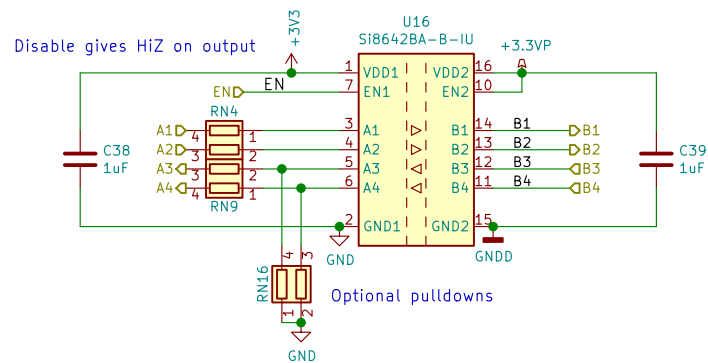 U16
Si8642BA-B-IU
+3V3
Disable gives HiZ on output
+3.3VP
1 VDD1 VDD2 16
EN EN 7 EN1 EN2 10
RN4
A1 4 1 3 A1 B1 14 B1 B1
A2 3 2 4 A2 B2 13 B2 B2
A3 3 2 5 A3 B3 12 B3 B3
A4 4 1 6 A4 B4 11 B4 B4
RN9
C38
1uF
C39
1uF
2 GND1 GND2 15
GND
GNDD
4 3
RN16
Optional pulldowns
1 2
GND